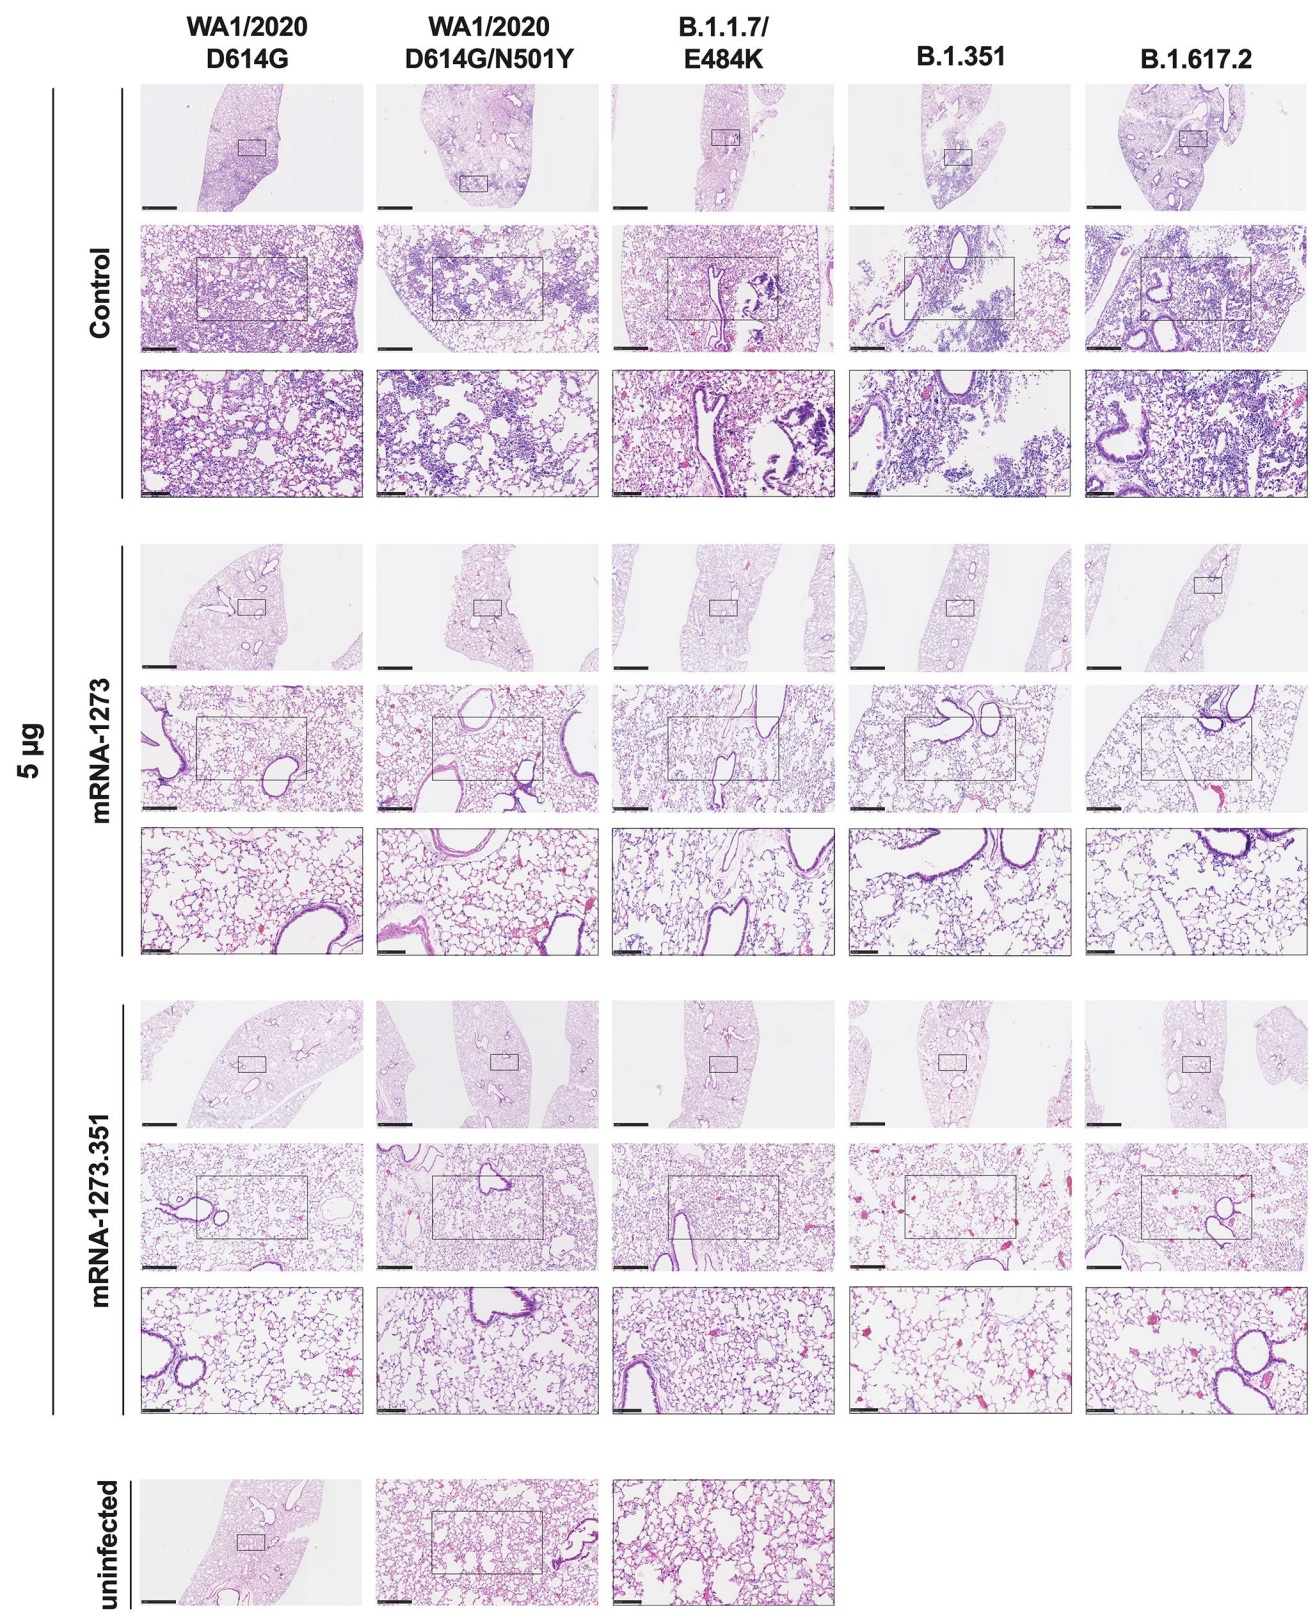 WA1/2020
D614G
WA1/2020
D614G/N501Y
B.1.1.7/
E484K
B.1.351
B.1.617.2
5 µg
Control
mRNA-1273
mRNA-1273.351
uninfected